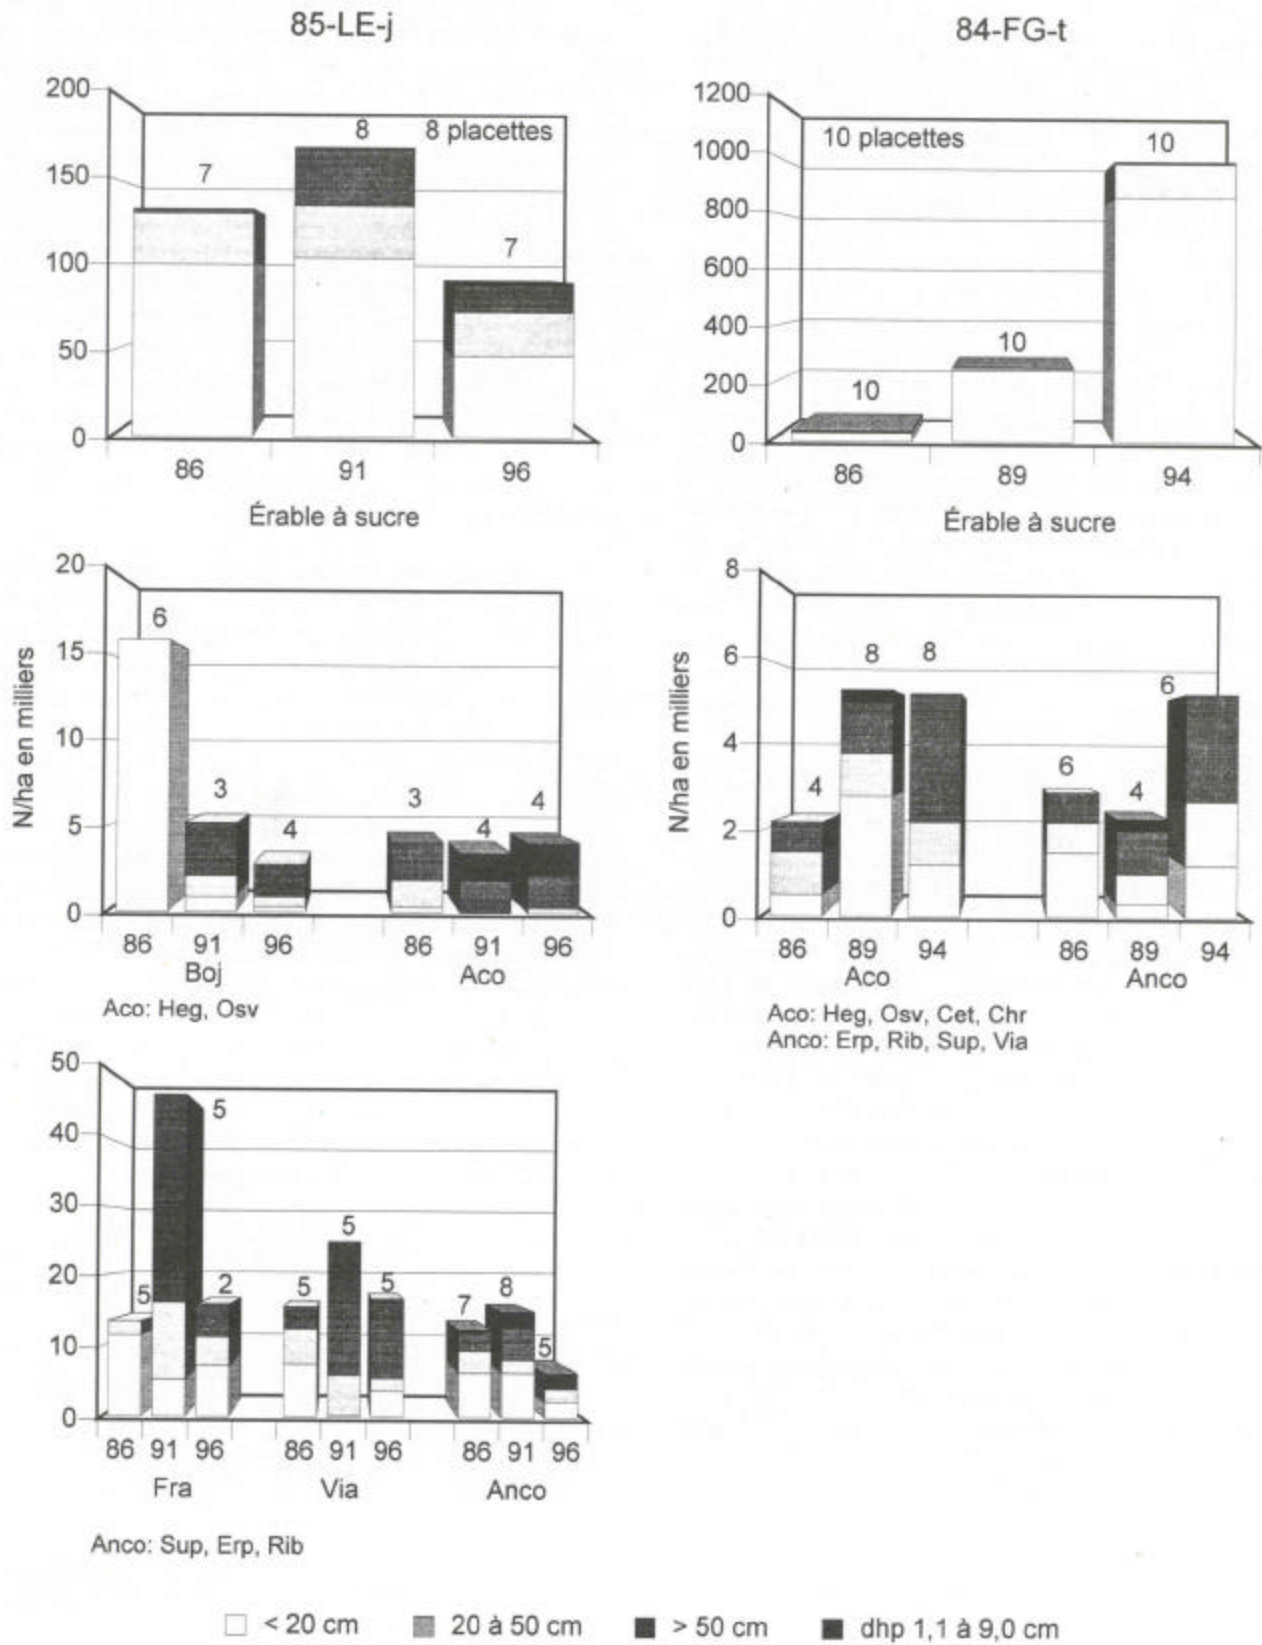 85-LE-j
200
150
100
50
0
7
8
8 placettes
7
86 91 96
Érable à sucre
84-FG-t
1200
1000
800
600
400
200
0
10 placettes
10
10
10
86 89 94
Érable à sucre
N/ha en milliers
20
15
10
5
0
6
3
4
3
4
4
86 91 96 86 91 96
Boj Aco
Aco: Heg, Osv
N/ha en milliers
8
6
4
2
0
4
8
8
6
4
6
86 89 94 86 89 94
Aco Anco
Aco: Heg, Osv, Cet, Chr
Anco: Erp, Rib, Sup, Via
50
40
30
20
10
0
5
5
2
5
5
5
7
8
5
86 91 96 86 91 96 86 91 96
Fra Via Anco
Anco: Sup, Erp, Rib
< 20 cm 20 à 50 cm > 50 cm dhp 1,1 à 9,0 cm